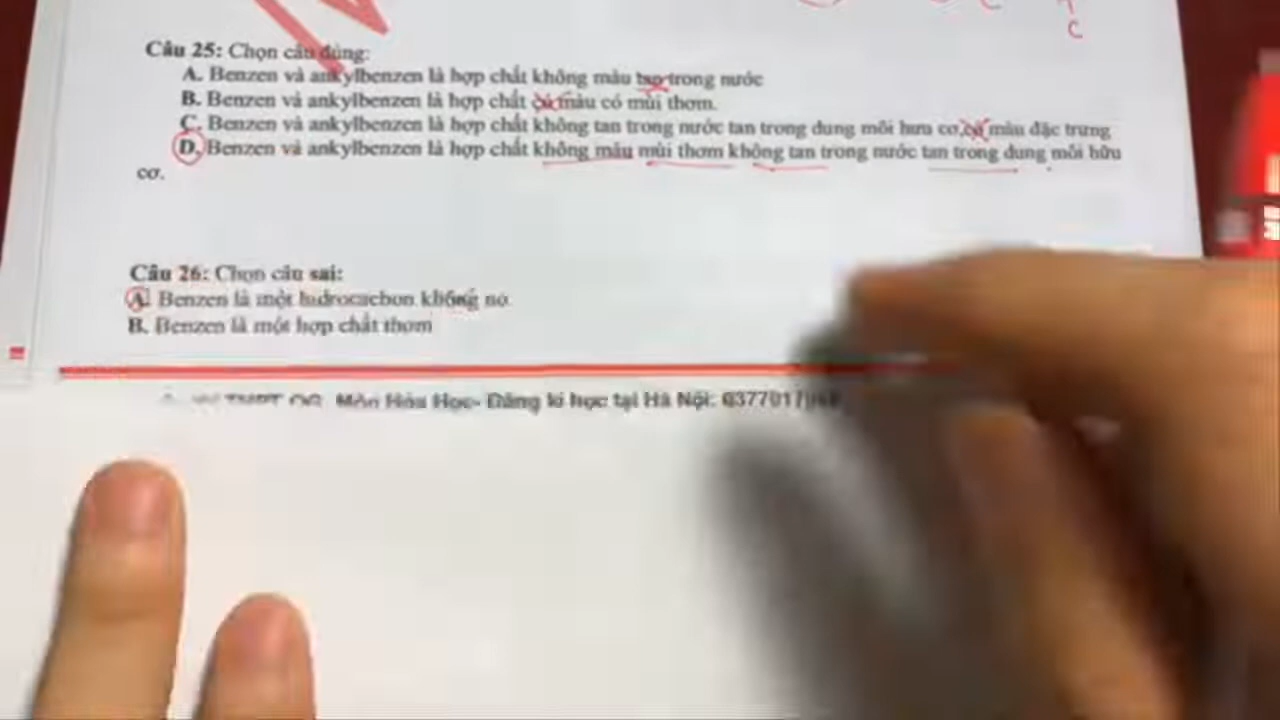 c
Câu 25: Chọn câu đúng:
A. Benzen và ankylbenzen là hợp chất không màu tan trong nước
B. Benzen và ankylbenzen là hợp chất có màu có mùi thơm.
C. Benzen và ankylbenzen là hợp chất không tan trong nước tan trong dung môi hưu cơ,có màu đặc trưng
D. Benzen và ankylbenzen là hợp chất không màu mùi thơm không tan trong nước tan trong dung môi hữu
cơ.
Câu 26: Chọn câu sai:
A. Benzen là một hidrocacbon không no
B. Benzen là một hợp chất thơm
THPT QG Môn Hóa Học- Đăng kí học tại Hà Nội: